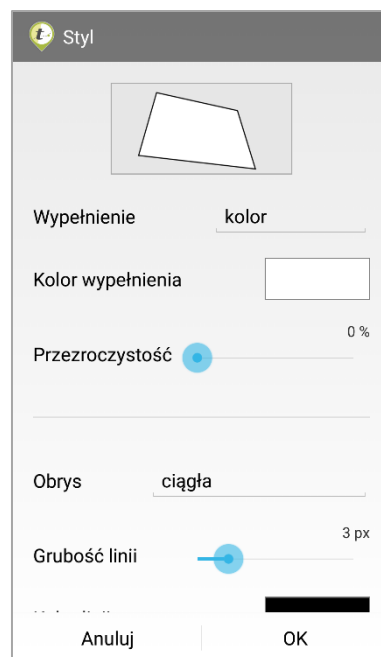 Styl
Wypełnienie kolor
Kolor wypełnienia
0 %
Przezroczystość
Obrys ciągła
3 px
Grubość linii
Anuluj OK